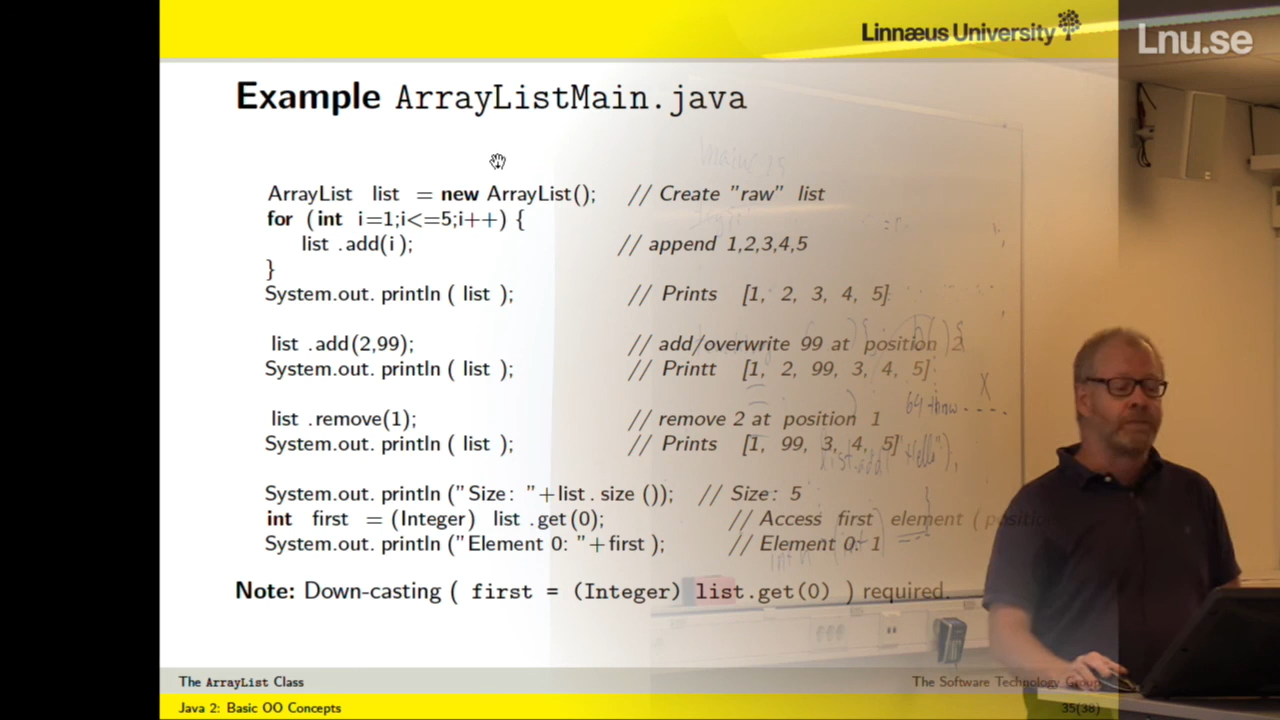 Linnæus University
Lnu.se
Example ArrayListMain.java
ArrayList list = new ArrayList(); // Create "raw" list
for (int i=1;i<=5;i++) {
list .add(i ); // append 1,2,3,4,5
}
System.out. println ( list ); // Prints [1, 2, 3, 4, 5]
list .add(2,99); // add/overwrite 99 at position 2
System.out. println ( list ); // Printt [1, 2, 99, 3, 4, 5]
list .remove(1); // remove 2 at position 1
System.out. println ( list ); // Prints [1, 99, 3, 4, 5]
System.out. println ("Size: "+list . size ()); // Size: 5
int first = (Integer) list .get(0); // Access first element ( position
System.out. println ("Element 0: "+first ); // Element 0: 1
Note: Down-casting ( first = (Integer) list.get(0) ) required.
list.add("Hello");
The ArrayList Class
The Software Technology Group
Java 2: Basic OO Concepts
35(38)